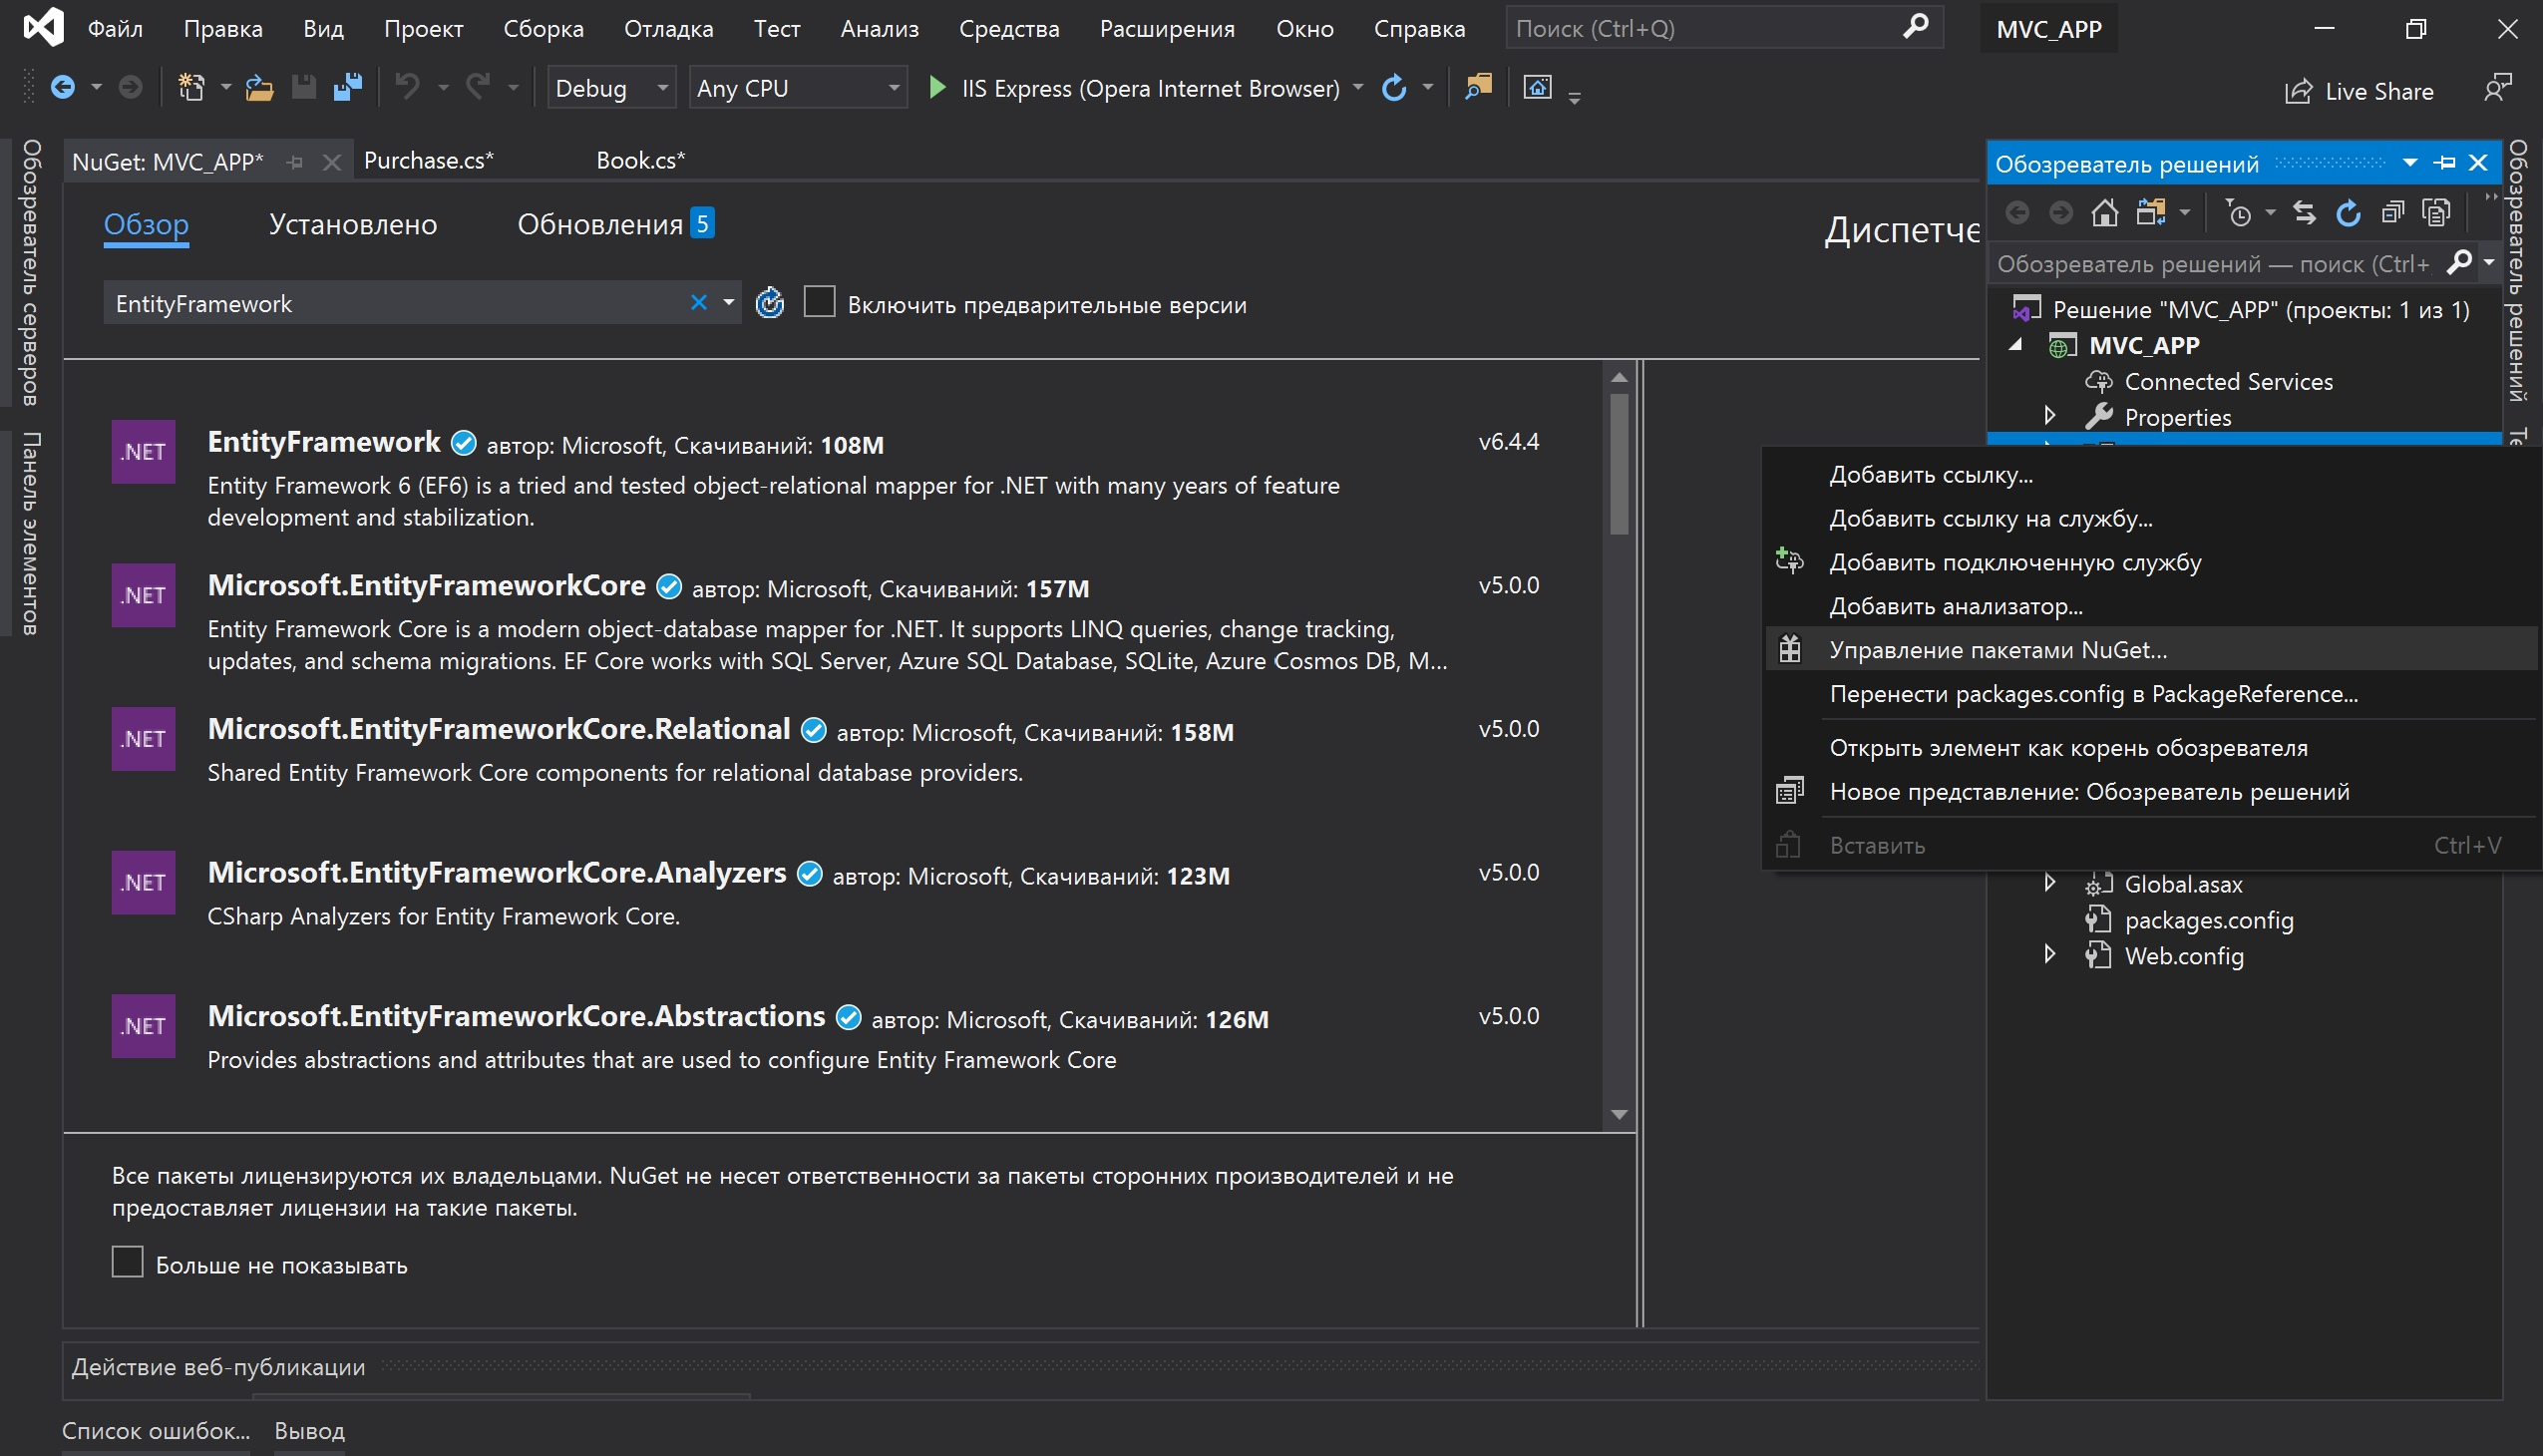 Файл Правка Вид Проект Сборка Отладка Тест Анализ Средства Расширения Окно Справка Поиск (Ctrl+Q) MVC_APP
Debug Any CPU IIS Express (Opera Internet Browser) Live Share
Обозреватель серверов
Панель элементов
NuGet: MVC_APP* Purchase.cs* Book.cs*
Обзор Установлено Обновления 5
Диспетче
EntityFramework
Включить предварительные версии
.NET
EntityFramework автор: Microsoft, Скачиваний: 108M v6.4.4
Entity Framework 6 (EF6) is a tried and tested object-relational mapper for .NET with many years of feature
development and stabilization.
.NET
Microsoft.EntityFrameworkCore автор: Microsoft, Скачиваний: 157M v5.0.0
Entity Framework Core is a modern object-database mapper for .NET. It supports LINQ queries, change tracking,
updates, and schema migrations. EF Core works with SQL Server, Azure SQL Database, SQLite, Azure Cosmos DB, M...
.NET
Microsoft.EntityFrameworkCore.Relational автор: Microsoft, Скачиваний: 158M v5.0.0
Shared Entity Framework Core components for relational database providers.
.NET
Microsoft.EntityFrameworkCore.Analyzers автор: Microsoft, Скачиваний: 123M v5.0.0
CSharp Analyzers for Entity Framework Core.
.NET
Microsoft.EntityFrameworkCore.Abstractions автор: Microsoft, Скачиваний: 126M v5.0.0
Provides abstractions and attributes that are used to configure Entity Framework Core
Все пакеты лицензируются их владельцами. NuGet не несет ответственности за пакеты сторонних производителей и не
предоставляет лицензии на такие пакеты.
Больше не показывать
Действие веб-публикации
Список ошибок... Вывод
Обозреватель решений
Обозреватель решений — поиск (Ctrl+
Решение "MVC_APP" (проекты: 1 из 1)
MVC_APP
Connected Services
Properties
Добавить ссылку...
Добавить ссылку на службу...
Добавить подключенную службу
Добавить анализатор...
Управление пакетами NuGet...
Перенести packages.config в PackageReference...
Открыть элемент как корень обозревателя
Новое представление: Обозреватель решений
Вставить Ctrl+V
Global.asax
packages.config
Web.config
Обозреватель решений
Te